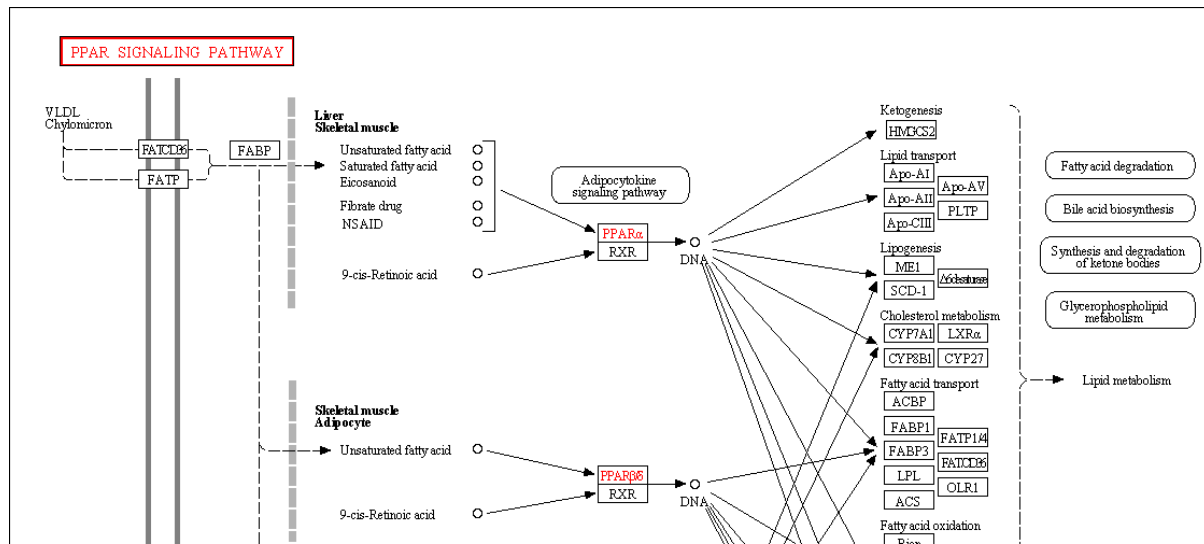 PPAR SIGNALING PATHWAY
VLDL
Chylomicron
FAT/CD36
FATP
FABP
Liver
Skeletal muscle
Unsaturated fatty acid
Saturated fatty acid
Eicosanoid
Fibrate drug
NSAID
9-cis-Retinoic acid
Adipocytokine
signaling pathway
PPARα
RXR
DNA
Ketogenesis
HMGCS2
Lipid transport
Apo-AI
Apo-AII
Apo-CIII
Apo-AV
PLTP
Lipogenesis
ME1
SCD-1
Δ6desaturase
Cholesterol metabolism
CYP7A1
LXRα
CYP8B1
CYP27
Fatty acid transport
ACBP
FABP1
FABP3
LPL
ACS
FATP1/4
FAT/CD36
OLR1
Fatty acid oxidation
Fatty acid degradation
Bile acid biosynthesis
Synthesis and degradation
of ketone bodies
Glycerophospholipid
metabolism
Lipid metabolism
Skeletal muscle
Adipocyte
Unsaturated fatty acid
9-cis-Retinoic acid
PPARβ/δ
RXR
DNA